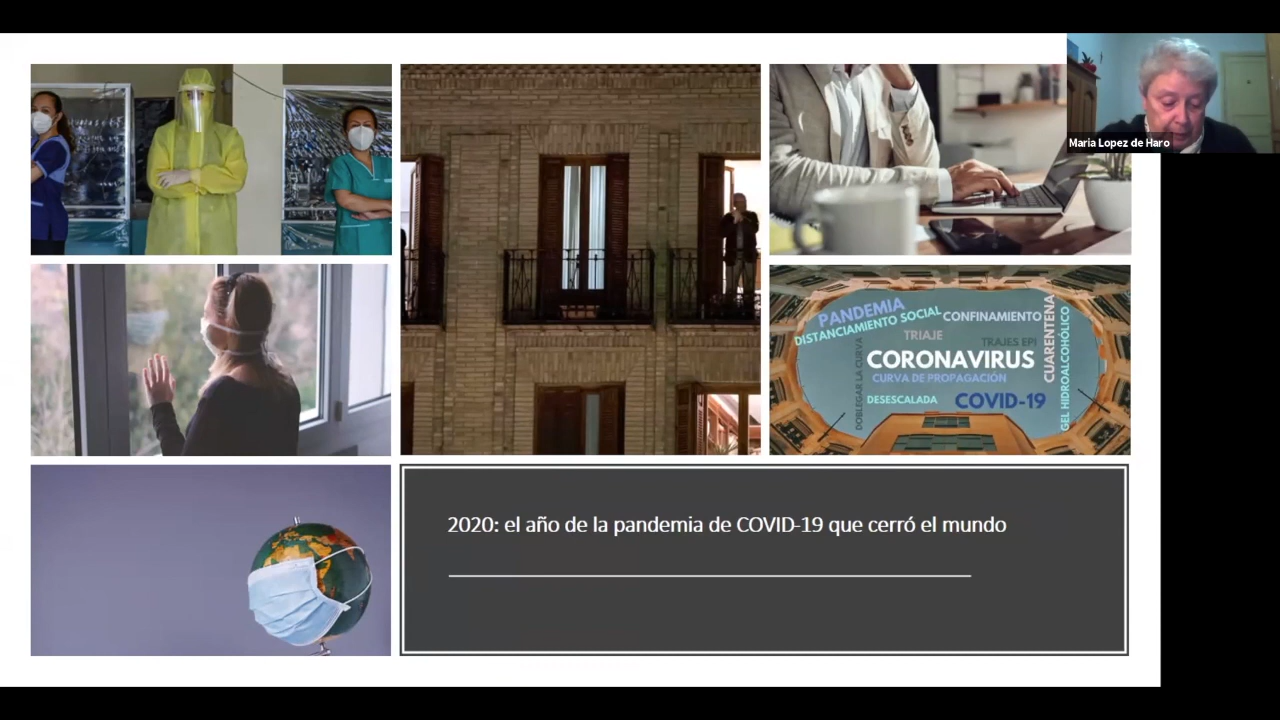 Maria Lopez de Haro
PANDEMIA
DISTANCIAMIENTO SOCIAL
CONFINAMIENTO
TRIAJE
TRAJES EPI
CORONAVIRUS
CURVA DE PROPAGACIÓN
DESESCALADA
COVID-19
DOBLEGAR LA CURVA
CUARENTENA
GEL HIDROALCOHÓLICO
2020: el año de la pandemia de COVID-19 que cerró el mundo